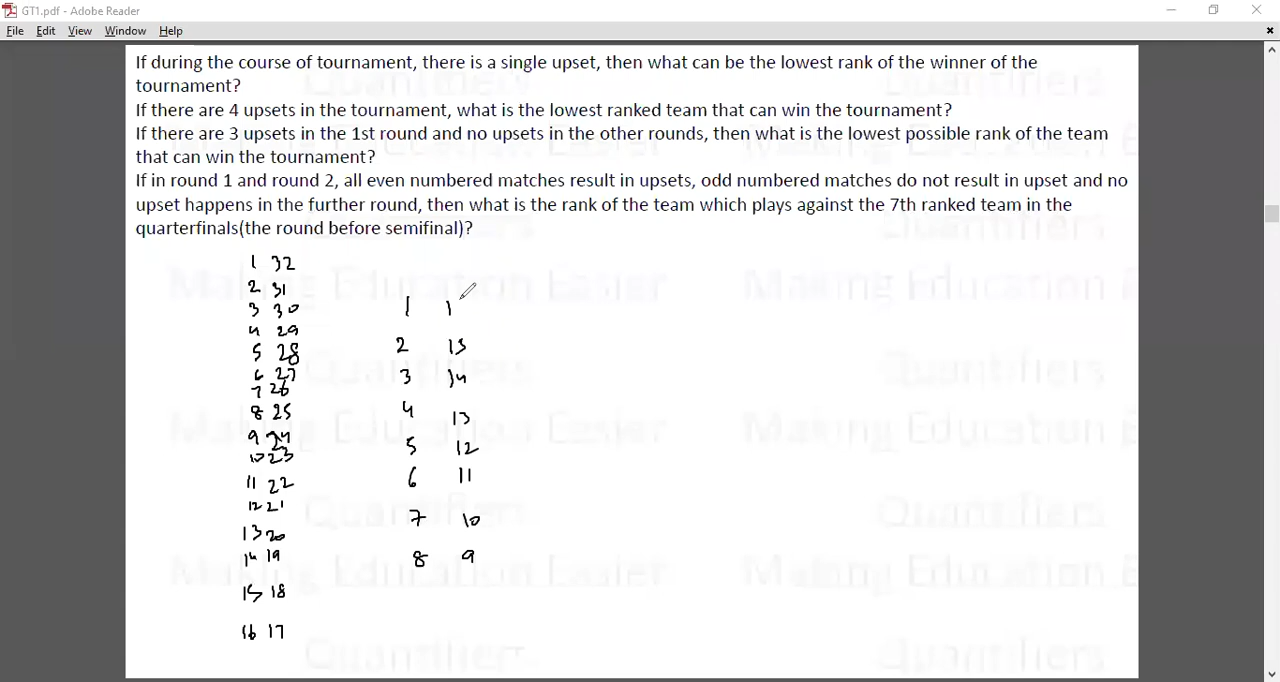 GT1.pdf - Adobe Reader
File Edit View Window Help
If during the course of tournament, there is a single upset, then what can be the lowest rank of the winner of the
tournament?
If there are 4 upsets in the tournament, what is the lowest ranked team that can win the tournament?
If there are 3 upsets in the 1st round and no upsets in the other rounds, then what is the lowest possible rank of the team
that can win the tournament?
If in round 1 and round 2, all even numbered matches result in upsets, odd numbered matches do not result in upset and no
upset happens in the further round, then what is the rank of the team which plays against the 7th ranked team in the
quarterfinals(the round before semifinal)?
1 32
2 31
3 30
4 29
5 28
6 27
7 26
8 25
9 24
10 23
11 22
12 21
13 20
14 19
15 18
16 17
1 1
2 15
3 14
4 13
5 12
6 11
7 10
8 9
Quantifiers
Making Education Easier